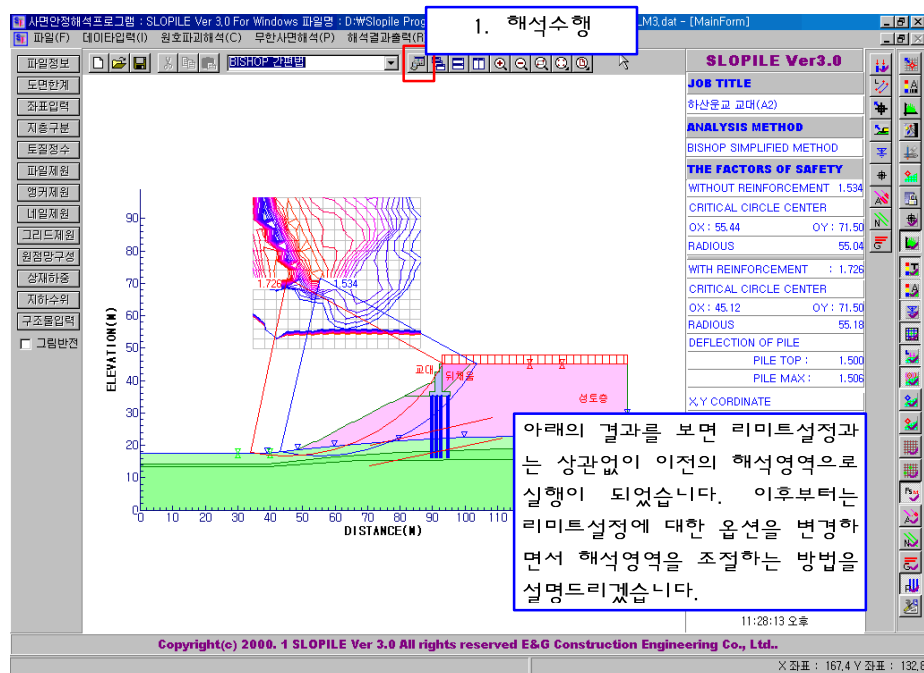 사면안정해석프로그램 : SLOPILE Ver 3,0 For Windows 파일명 : D:₩Slopile Prog
LM3.dat - [MainForm]
1. 해석수행
파일(F) 데이타입력(I) 원호파괴해석(C) 무한사면해석(P) 해석결과출력(R
BISHOP 간편법
파일정보
도면한계
좌표입력
지층구분
토질정수
파일제원
앵커제원
네일제원
그리드제원
원점망구성
상재하중
지하수위
구조물입력
그림반전
SLOPILE Ver3.0
JOB TITLE
하산운교 교대(A2)
ANALYSIS METHOD
BISHOP SIMPLIFIED METHOD
THE FACTORS OF SAFETY
WITHOUT REINFORCEMENT 1.534
CRITICAL CIRCLE CENTER
OX : 55.44 OY : 71.50
RADIOUS 55.04
WITH REINFORCEMENT : 1.726
CRITICAL CIRCLE CENTER
OX : 45.12 OY : 71.50
RADIOUS 55.18
DEFLECTION OF PILE
PILE TOP : 1.500
PILE MAX : 1.506
X,Y CORDINATE
ELEVATION(M)
90
80
70
60
50
40
30
20
10
0
1.726
1.534
교대
뒤채움
성토층
0 10 20 30 40 50 60 70 80 90 100 110
DISTANCE(M)
아래의 결과를 보면 리미트설정과
는 상관없이 이전의 해석영역으로
실행이 되었습니다. 이후부터는
리미트설정에 대한 옵션을 변경하
면서 해석영역을 조절하는 방법을
설명드리겠습니다.
11:28:13 오후
Copyright(c) 2000. 1 SLOPILE Ver 3.0 All rights reserved E&G Construction Engineering Co., Ltd..
X 좌표 : 167,4 Y 좌표 : 132,8